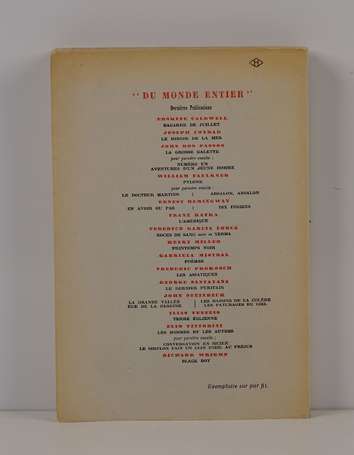 "DU MONDE ENTIER"
Dernières Publications
ERSKINE CALDWELL
BAGARRE DE JUILLET
JOSEPH CONRAD
LE MIROIR DE LA MER
JOHN DOS PASSOS
LA GROSSE GALETTE
pour paraître ensuite :
NUMÉRO UN
AVENTURES D'UN JEUNE HOMME
WILLIAM FAULKNER
PYLONE
pour paraître ensuite :
LE DOCTEUR MARTINO | ABSALON, ABSALON
ERNEST HEMINGWAY
EN AVOIR OU PAS | DIX INDIENS
FRANZ KAFKA
L'AMÉRIQUE
FEDERICO GARCIA LORCA
NOCES DE SANG suivi de YERMA
HENRY MILLER
PRINTEMPS NOIR
GABRIELA MISTRAL
POÈMES
FREDERIC PROKOSCH
LES ASIATIQUES
GEORGE SANTAYANA
LE DERNIER PURITAIN
JOHN STEINBECK
LA GRANDE VALLÉE | LES RAISINS DE LA COLÈRE
RUE DE LA SARDINE | LES PATURAGES DU CIEL
ILIAS VENEZIS
TERRE ÉOLIENNE
ELIO VITTORINI
LES HOMMES ET LES AUTRES
pour paraître ensuite :
CONVERSATION EN SICILE
LE SIMPLON FAIT UN CLIN D'ŒIL AU FRÉJUS
RICHARD WRIGHT
BLACK BOY
Exemplaire sur pur fil.